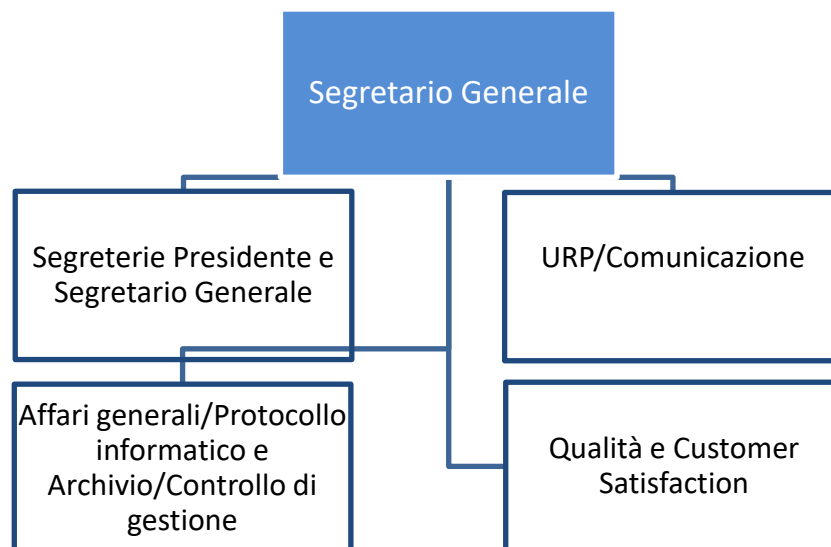 Segretario Generale
Segreterie Presidente e
Segretario Generale
URP/Comunicazione
Affari generali/Protocollo
informatico e
Archivio/Controllo di
gestione
Qualità e Customer
Satisfaction